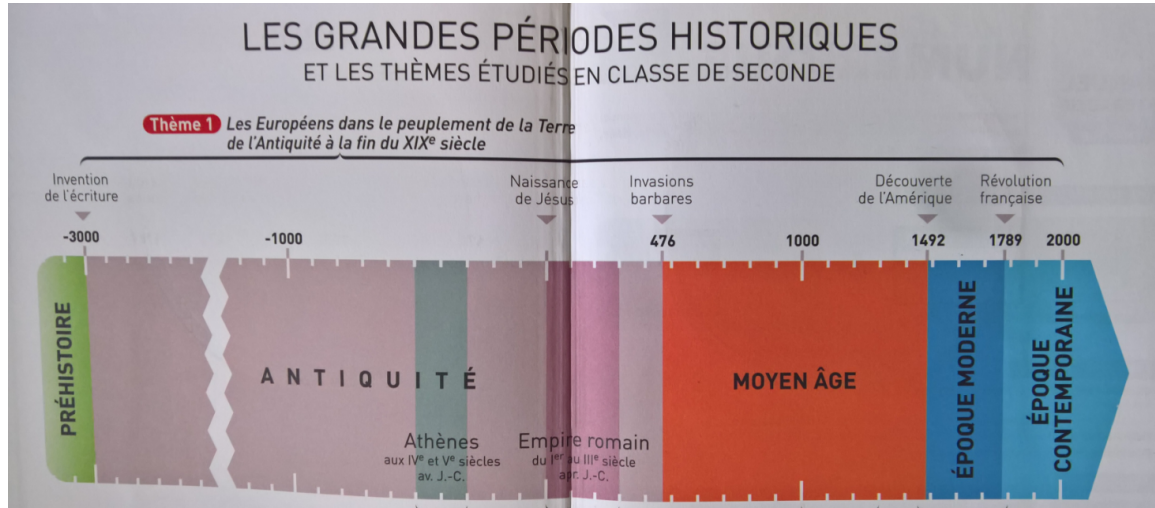 LES GRANDES PÉRIODES HISTORIQUES
ET LES THÈMES ÉTUDIÉS EN CLASSE DE SECONDE
Thème 1 Les Européens dans le peuplement de la Terre
de l'Antiquité à la fin du XIXe siècle
Invention
de l'écriture
Naissance
de Jésus
Invasions
barbares
Découverte
de l'Amérique
Révolution
française
-3000
-1000
476
1000
1492
1789
2000
PRÉHISTOIRE
ANTIQUITÉ
Athènes
aux IVe et Ve siècles
av. J.-C.
Empire romain
du Ier au IIIe siècle
apr. J.-C.
MOYEN ÂGE
ÉPOQUE MODERNE
ÉPOQUE
CONTEMPORAINE